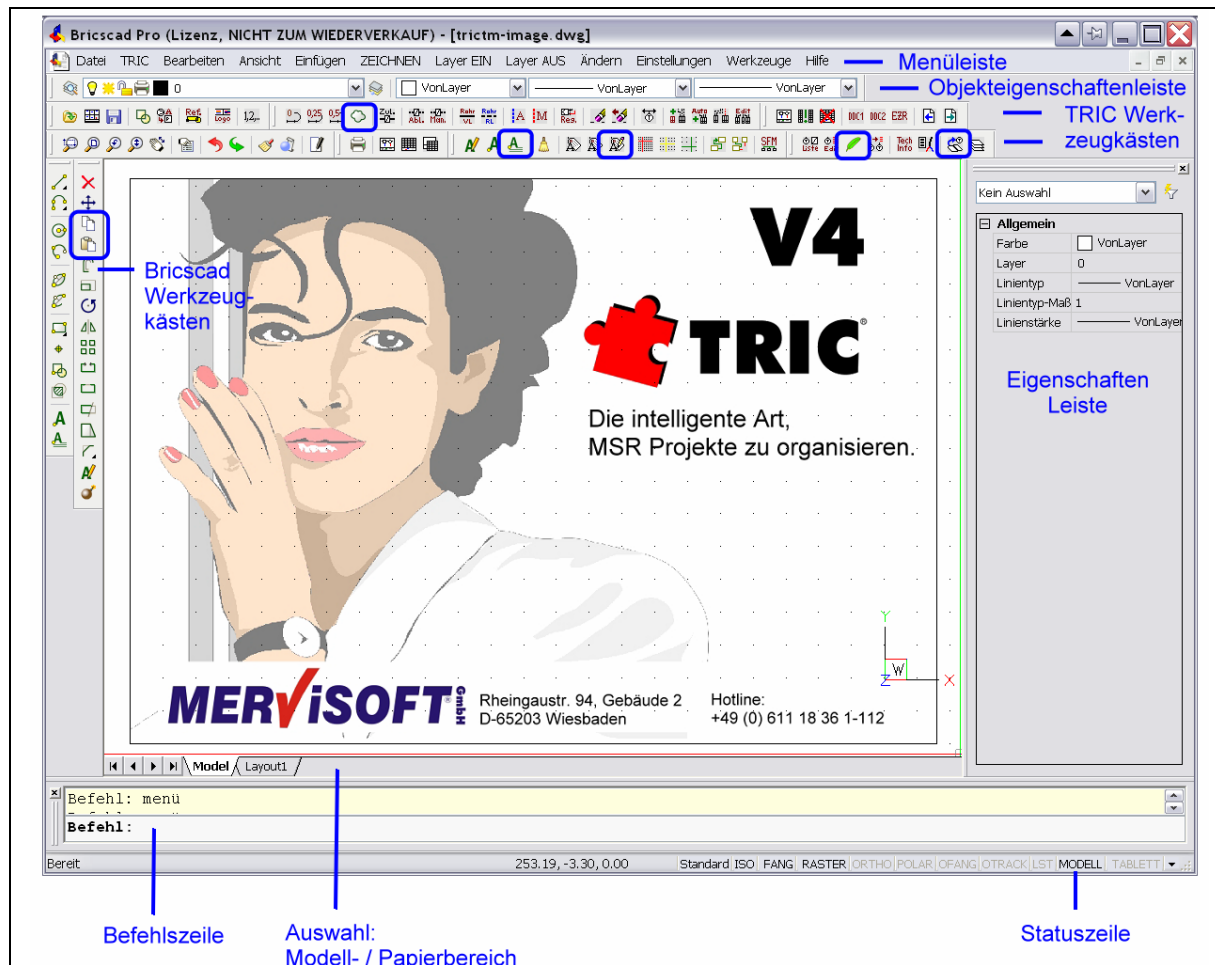 Bricscad Pro (Lizenz, NICHT ZUM WIEDERVERKAUF) - [trictm-image.dwg]
Datei TRIC Bearbeiten Ansicht Einfügen ZEICHNEN Layer EIN Layer AUS Ändern Einstellungen Werkzeuge Hilfe
Menüleiste
0
VonLayer
VonLayer
VonLayer
Objekteigenschaftenleiste
TRIC Werk-
zeugkästen
Bricscad
Werkzeug-
kästen
V4
TRIC®
Die intelligente Art,
MSR Projekte zu organisieren.
MERViSOFT® GmbH
Rheingaustr. 94, Gebäude 2
D-65203 Wiesbaden
Hotline:
+49 (0) 611 18 36 1-112
Y
W
Z
X
Kein Auswahl
Allgemein
Farbe VonLayer
Layer 0
Linientyp VonLayer
Linientyp-Maß 1
Linienstärke VonLayer
Eigenschaften
Leiste
Model Layout1
Befehl: menü
Befehl:
Bereit 253.19, -3.30, 0.00 Standard ISO FANG RASTER ORTHO POLAR OFANG OTRACK LST MODELL TABLETT
Befehlszeile
Auswahl:
Modell- / Papierbereich
Statuszeile